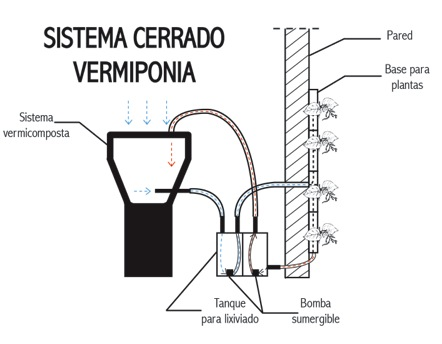 SISTEMA CERRADO
VERMIPONIA
Pared
Base para
plantas
Sistema
vermicomposta
Tanque
para lixiviado
Bomba
sumergible